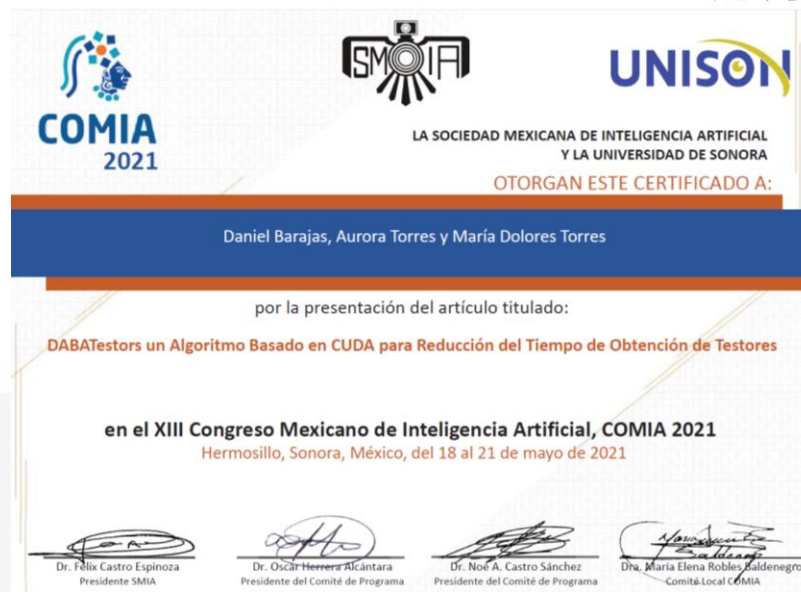 COMIA
2021
SMIA
UNISON
LA SOCIEDAD MEXICANA DE INTELIGENCIA ARTIFICIAL
Y LA UNIVERSIDAD DE SONORA
OTORGAN ESTE CERTIFICADO A:
Daniel Barajas, Aurora Torres y María Dolores Torres
por la presentación del artículo titulado:
DABATestors un Algoritmo Basado en CUDA para Reducción del Tiempo de Obtención de Testores
en el XIII Congreso Mexicano de Inteligencia Artificial, COMIA 2021
Hermosillo, Sonora, México, del 18 al 21 de mayo de 2021
Dr. Félix Castro Espinoza
Presidente SMIA
Dr. Oscar Herrera Alcántara
Presidente del Comité de Programa
Dr. Noé A. Castro Sánchez
Presidente del Comité de Programa
Dra. María Elena Robles Baldenegro
Comité Local COMIA